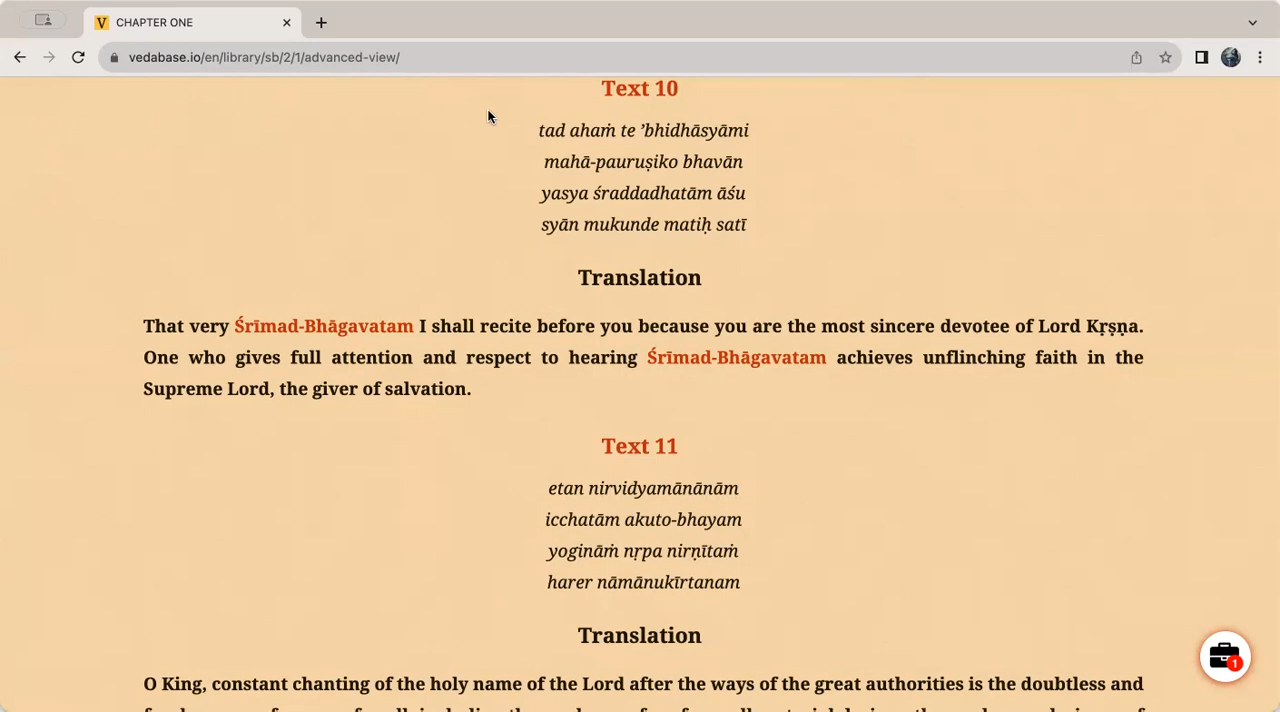 CHAPTER ONE
vedabase.io/en/library/sb/2/1/advanced-view/
Text 10
tad ahaṁ te ’bhidhāsyāmi
mahā-pauruṣiko bhavān
yasya śraddadhatām āśu
syān mukunde matiḥ satī
Translation
That very Śrīmad-Bhāgavatam I shall recite before you because you are the most sincere devotee of Lord Kṛṣṇa.
One who gives full attention and respect to hearing Śrīmad-Bhāgavatam achieves unflinching faith in the
Supreme Lord, the giver of salvation.
Text 11
etan nirvidyamānānām
icchatām akuto-bhayam
yogināṁ nṛpa nirṇītaṁ
harer nāmānukīrtanam
Translation
O King, constant chanting of the holy name of the Lord after the ways of the great authorities is the doubtless and
1